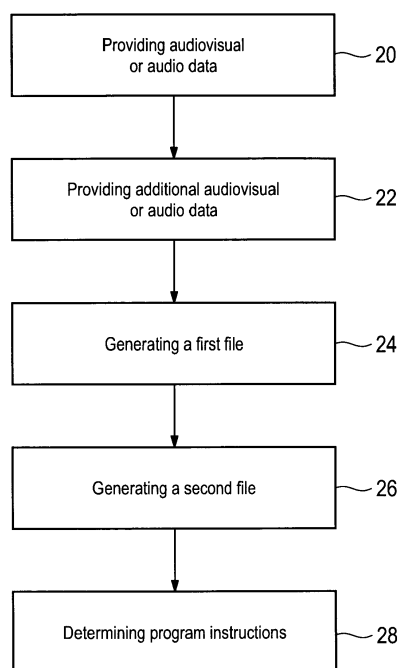 Providing audiovisual
or audio data
20
Providing additional audiovisual
or audio data
22
Generating a first file
24
Generating a second file
26
Determining program instructions
28